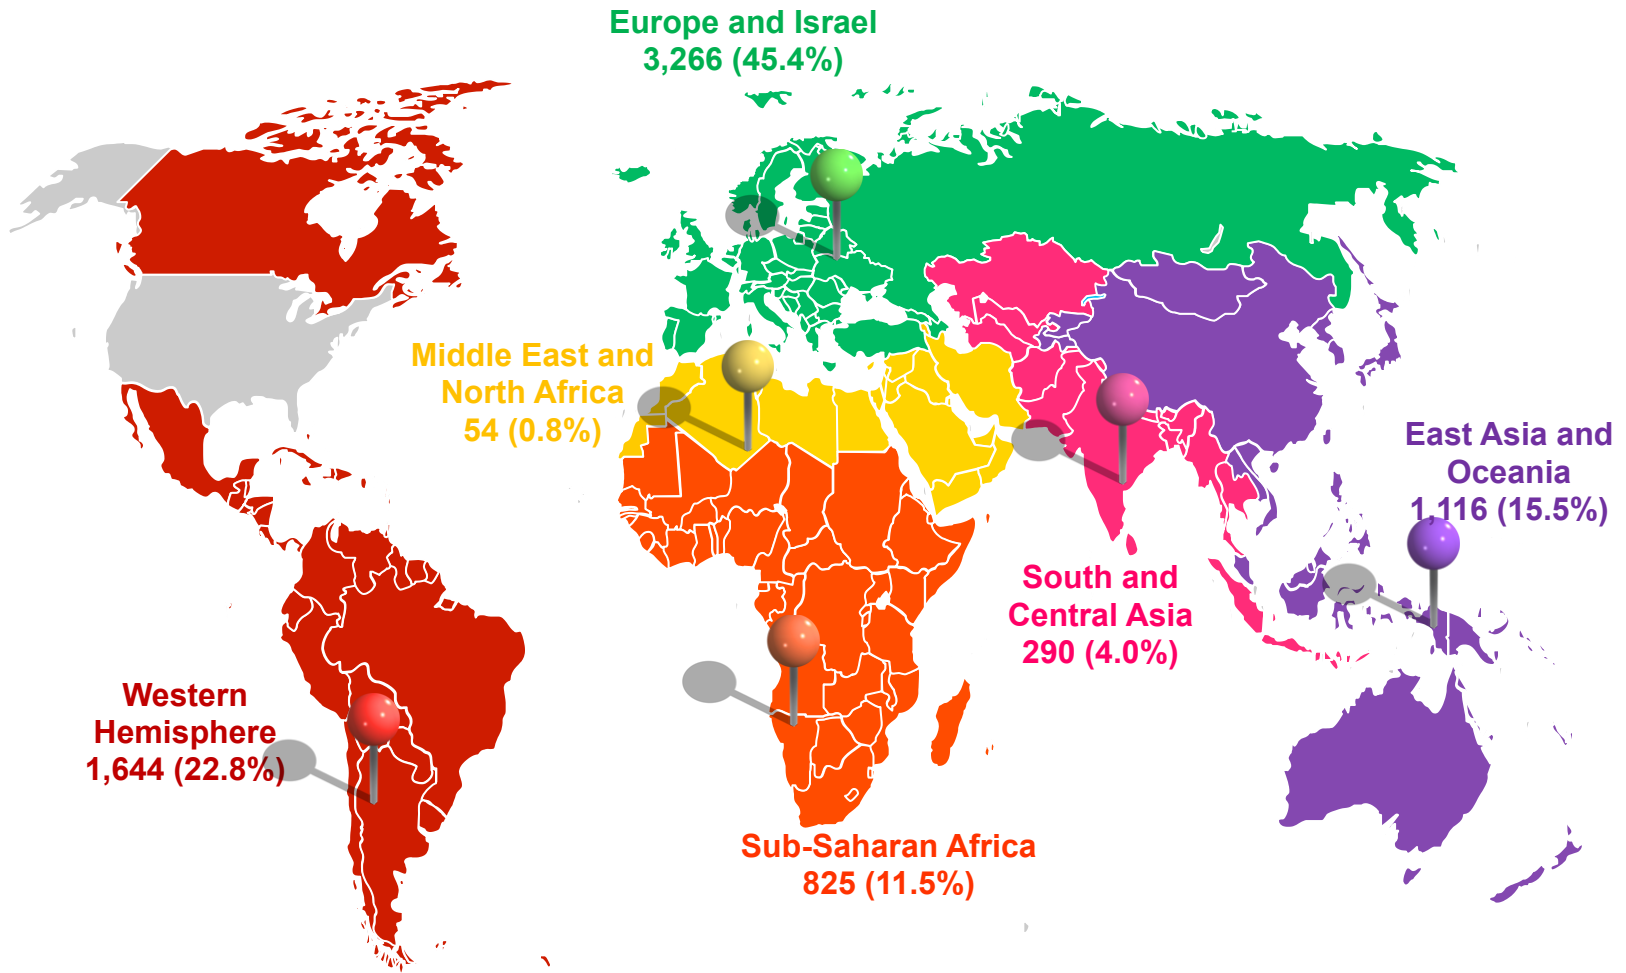 Europe and Israel
3,266 (45.4%)
Middle East and
North Africa
54 (0.8%)
East Asia and
Oceania
1,116 (15.5%)
South and
Central Asia
290 (4.0%)
Western
Hemisphere
1,644 (22.8%)
Sub-Saharan Africa
825 (11.5%)